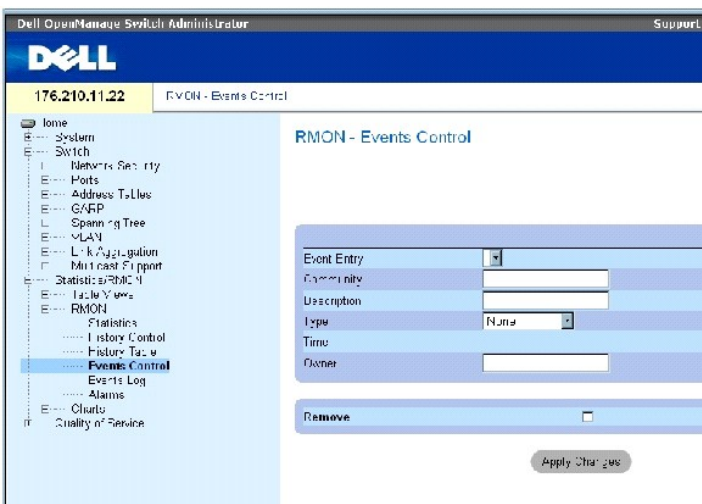 Dell OpenManage Switch Administrator Support
DELL
176.210.11.22 RMON - Events Control
Home
System
Switch
Network Security
Ports
Address Tables
GARP
Spanning Tree
VLAN
Link Aggregation
Multicast Support
Statistics/RMON
Table Views
RMON
Statistics
History Control
History Table
Events Control
Events Log
Alarms
Charts
Quality of Service
RMON - Events Control
Event Entry
Community
Description
Type None
Time
Owner
Remove
Apply Changes